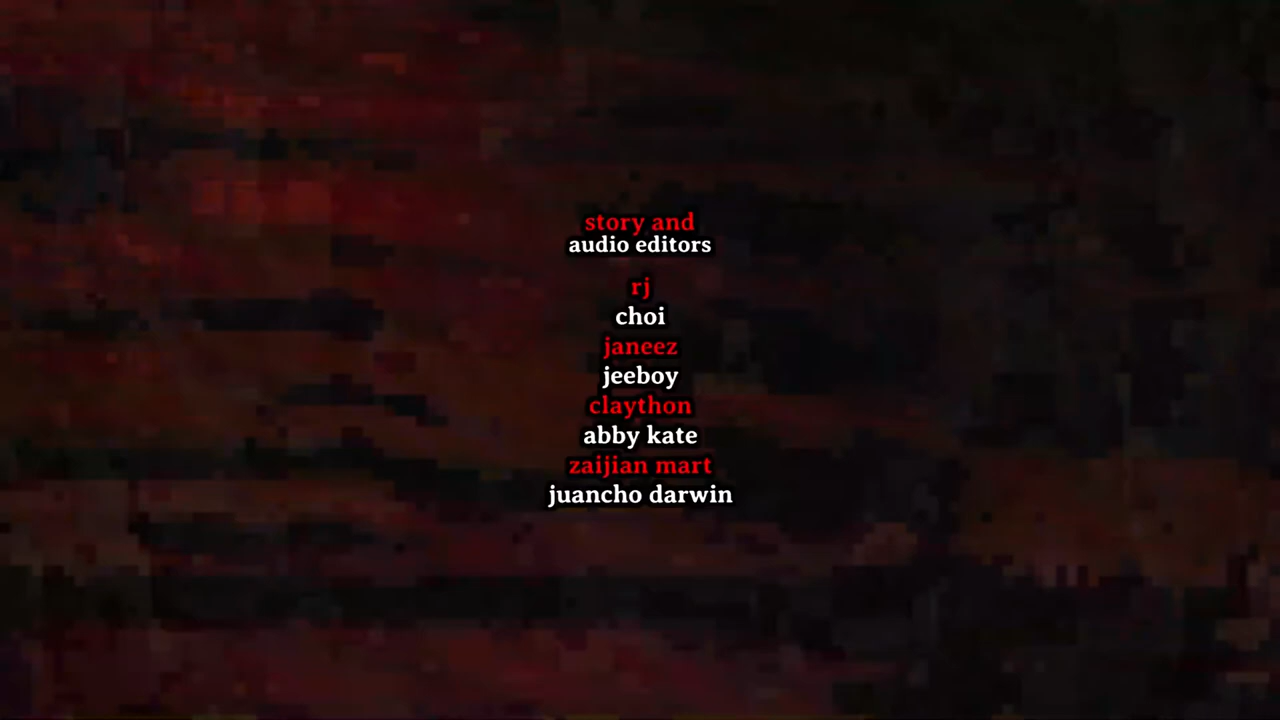 story and
audio editors
rj
choi
janeez
jeeboy
claython
abby kate
zaijian mart
juancho darwin